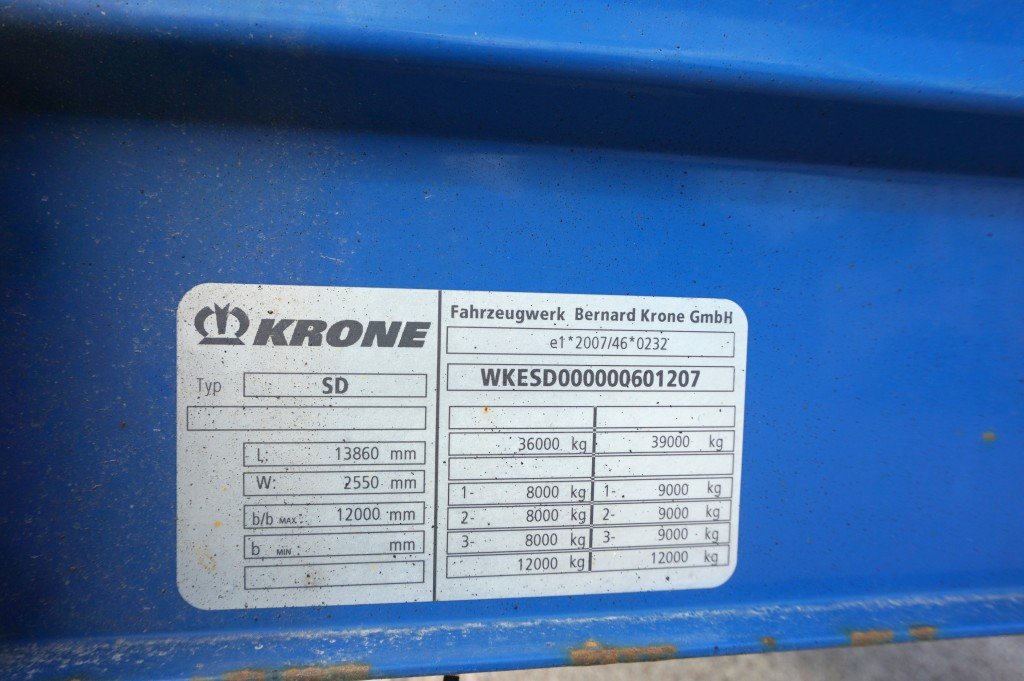 KRONE
Typ SD
L: 13860 mm
W: 2550 mm
b/b MAX. : 12000 mm
b MIN : mm
Fahrzeugwerk Bernard Krone GmbH
e1*2007/46*0232
WKESD000000601207
36000 kg 39000 kg
1- 8000 kg 1- 9000 kg
2- 8000 kg 2- 9000 kg
3- 8000 kg 3- 9000 kg
12000 kg 12000 kg